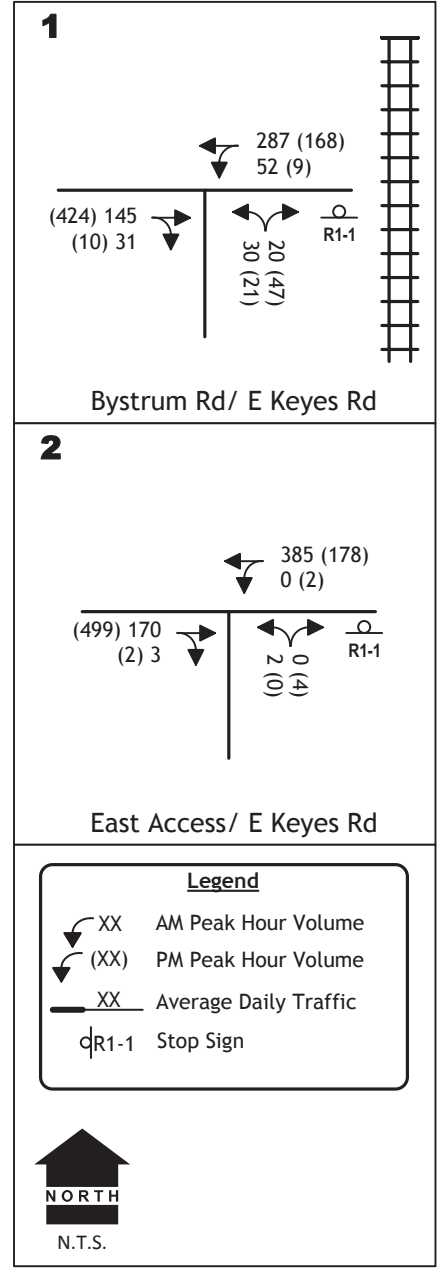 1
287 (168)
52 (9)
(424) 145
(10) 31
20 (47)
30 (21)
R1-1
Bystrum Rd/ E Keyes Rd
2
385 (178)
0 (2)
(499) 170
(2) 3
0 (4)
2 (0)
R1-1
East Access/ E Keyes Rd
Legend
XX AM Peak Hour Volume
(XX) PM Peak Hour Volume
XX Average Daily Traffic
R1-1 Stop Sign
NORTH
N.T.S.